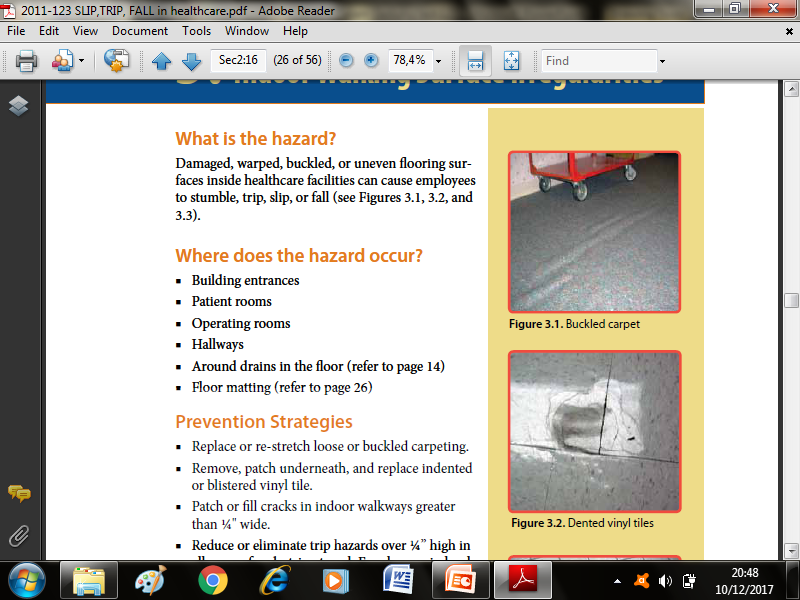 2011-123 SLIP,TRIP, FALL in healthcare.pdf - Adobe Reader
File Edit View Document Tools Window Help
Sec2:16 (26 of 56) 78,4% Find
Indoor Walking Surface Irregularities
What is the hazard?
Damaged, warped, buckled, or uneven flooring sur-
faces inside healthcare facilities can cause employees
to stumble, trip, slip, or fall (see Figures 3.1, 3.2, and
3.3).
Where does the hazard occur?
▪ Building entrances
▪ Patient rooms
▪ Operating rooms
▪ Hallways
▪ Around drains in the floor (refer to page 14)
▪ Floor matting (refer to page 26)
Prevention Strategies
▪ Replace or re-stretch loose or buckled carpeting.
▪ Remove, patch underneath, and replace indented
or blistered vinyl tile.
▪ Patch or fill cracks in indoor walkways greater
than ¼" wide.
▪ Reduce or eliminate trip hazards over ¼” high in
Figure 3.1. Buckled carpet
Figure 3.2. Dented vinyl tiles
20:48
10/12/2017